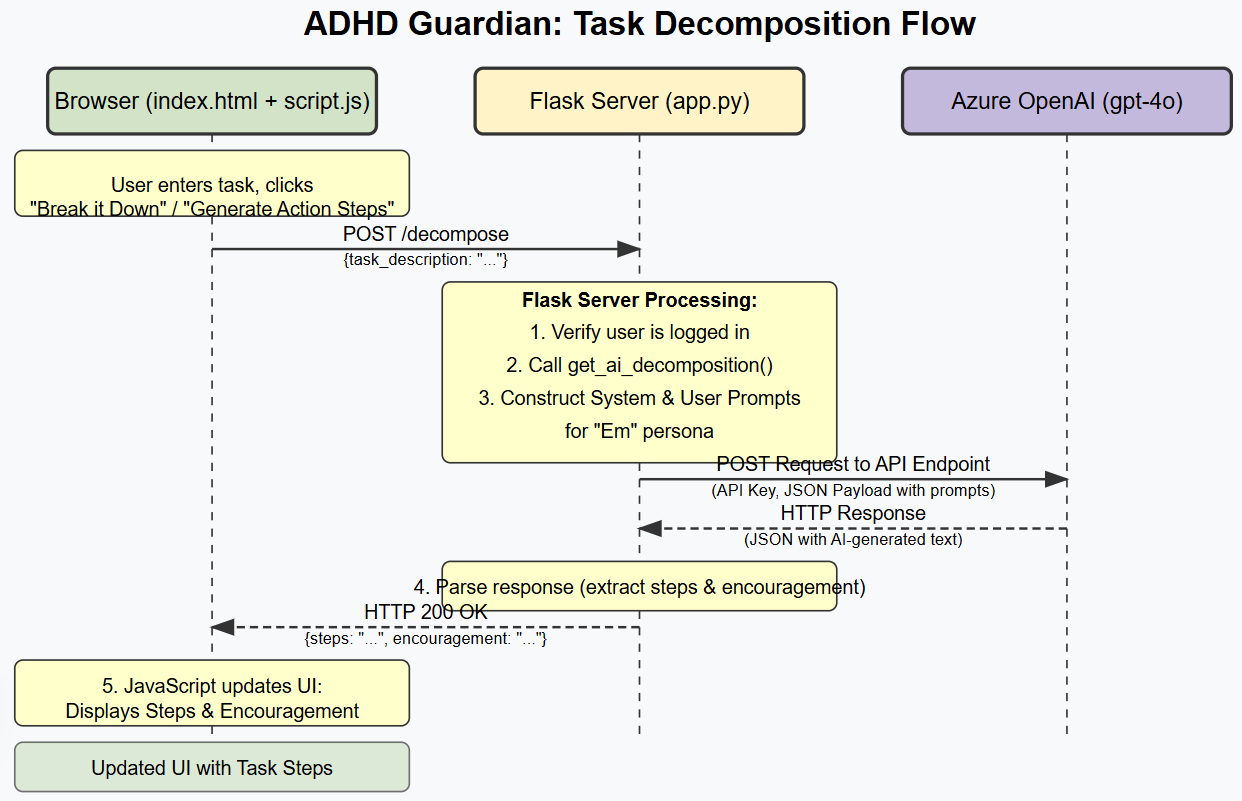 ADHD Guardian: Task Decomposition Flow
Browser (index.html + script.js)
Flask Server (app.py)
Azure OpenAI (gpt-4o)
User enters task, clicks
"Break it Down" / "Generate Action Steps"
POST /decompose
{task_description: "..."}
Flask Server Processing:
1. Verify user is logged in
2. Call get_ai_decomposition()
3. Construct System & User Prompts
for "Em" persona
POST Request to API Endpoint
(API Key, JSON Payload with prompts)
HTTP Response
(JSON with AI-generated text)
4. Parse response (extract steps & encouragement)
HTTP 200 OK
{steps: "...", encouragement: "..."}
5. JavaScript updates UI:
Displays Steps & Encouragement
Updated UI with Task Steps